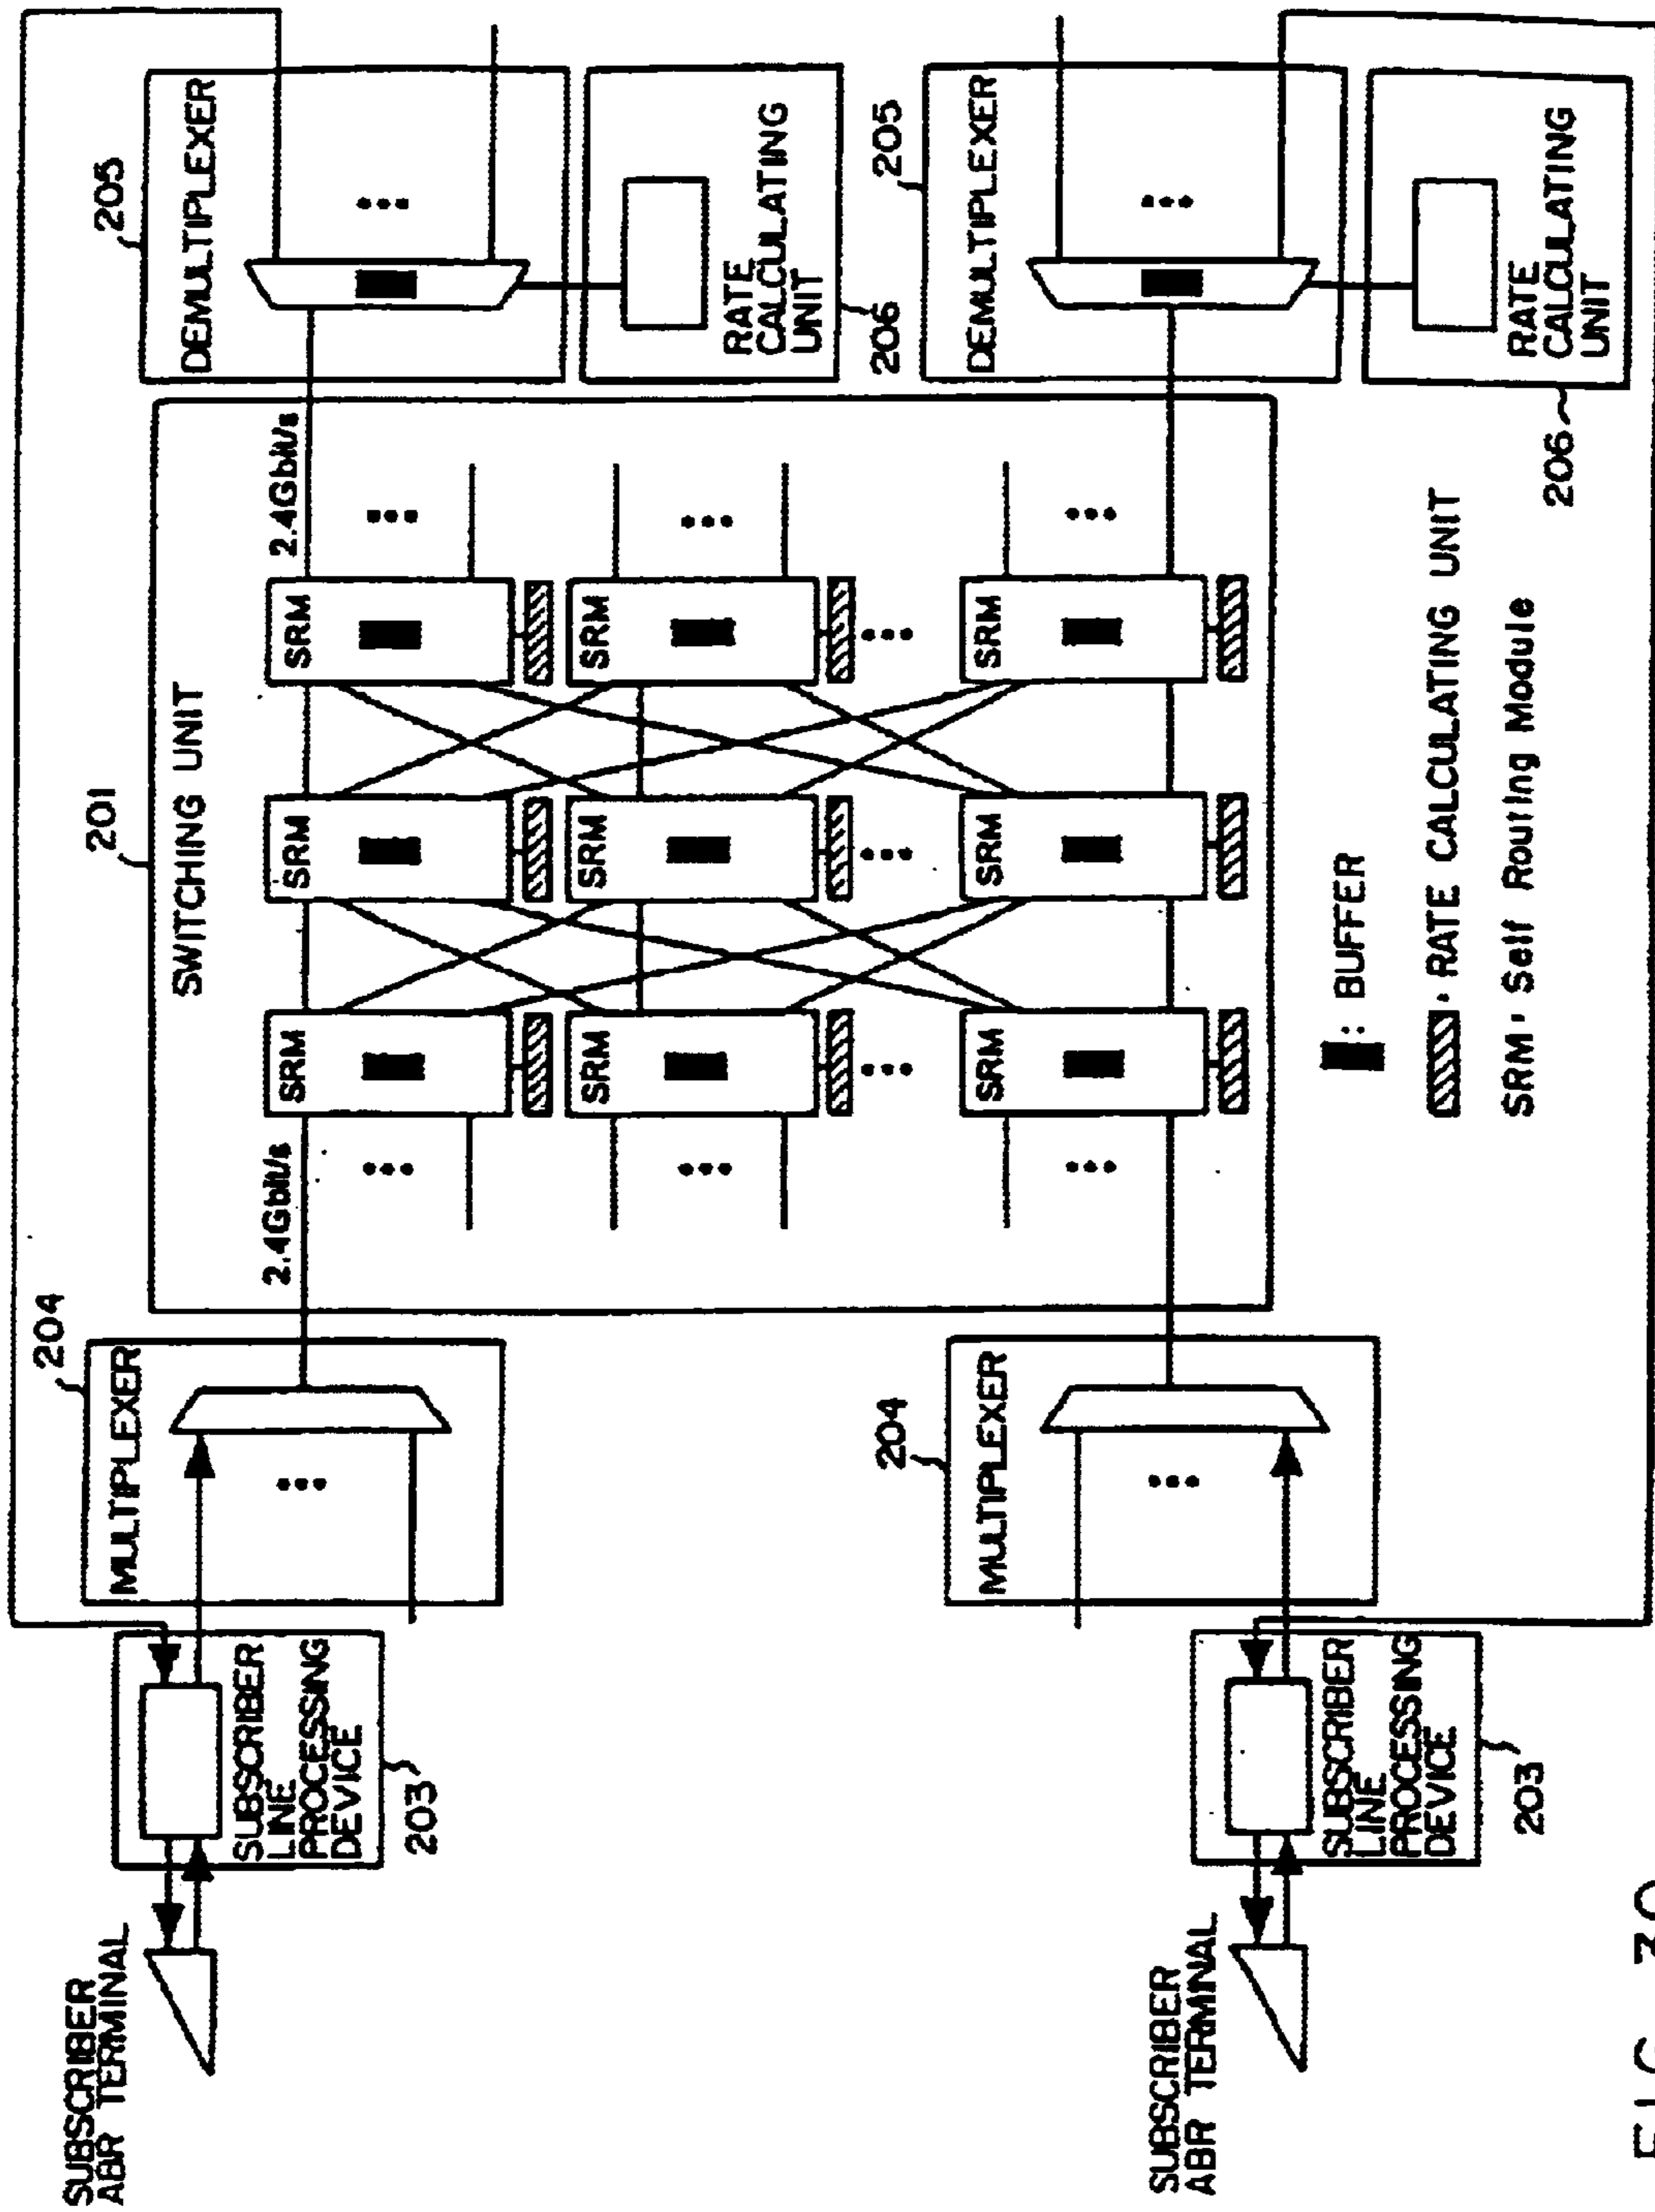 201
SWITCHING UNIT
2.4Gbit/s
2.4Gbit/s
SRM
SRM
SRM
SRM
SRM
SRM
SRM
SRM
SRM
204
MULTIPLEXER
204
MULTIPLEXER
205
DEMULTIPLEXER
RATE
CALCULATING
UNIT
206
205
DEMULTIPLEXER
RATE
CALCULATING
UNIT
206
SUBSCRIBER
ABR TERMINAL
SUBSCRIBER
LINE
PROCESSING
DEVICE
203
SUBSCRIBER
ABR TERMINAL
SUBSCRIBER
LINE
PROCESSING
DEVICE
203
: BUFFER
: RATE CALCULATING UNIT
SRM : Self Routing Module
FIG. 30